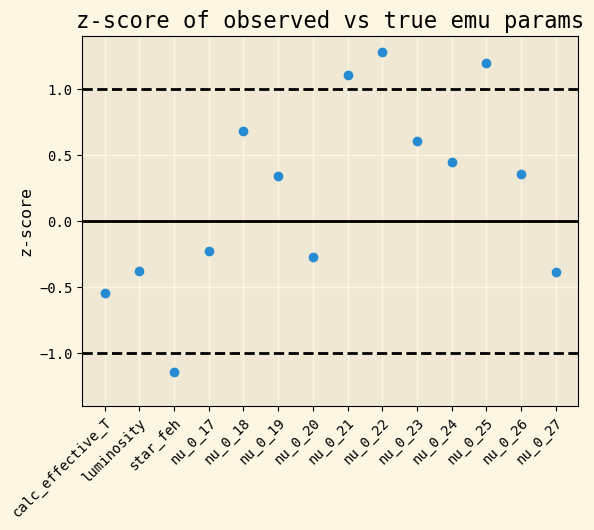 z-score of observed vs true emu params
z-score
1.0
0.5
0.0
−0.5
−1.0
calc_effective_T
luminosity
star_feh
nu_0_17
nu_0_18
nu_0_19
nu_0_20
nu_0_21
nu_0_22
nu_0_23
nu_0_24
nu_0_25
nu_0_26
nu_0_27